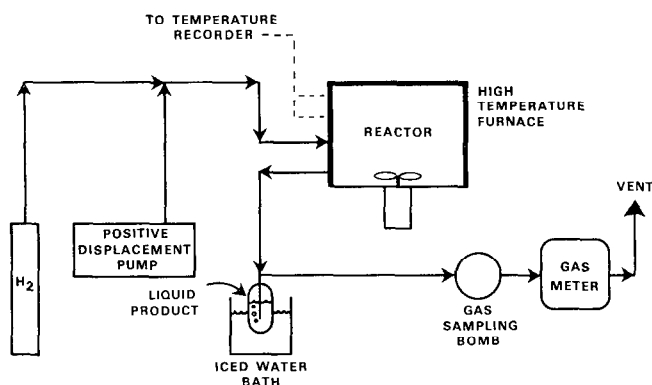 TO TEMPERATURE
RECORDER
HIGH
TEMPERATURE
FURNACE
REACTOR
VENT
POSITIVE
DISPLACEMENT
PUMP
H2
LIQUID
PRODUCT
GAS
METER
GAS
SAMPLING
BOMB
ICED WATER
BATH